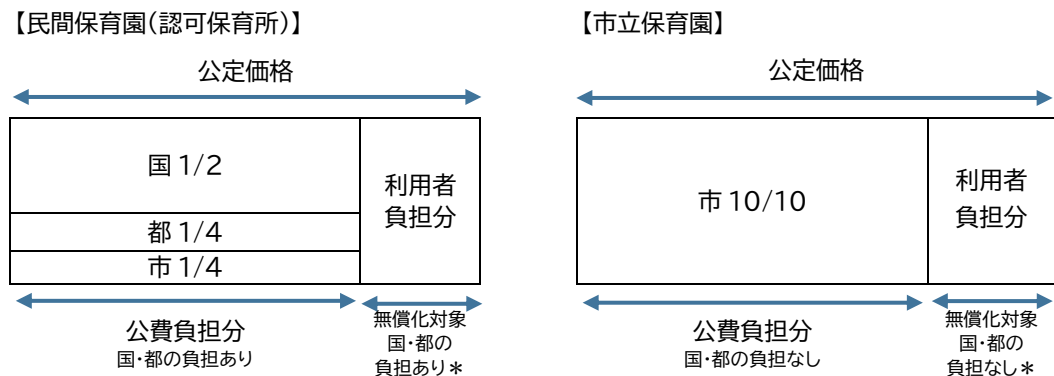 【民間保育園(認可保育所)】
公定価格
国 1/2
都 1/4
市 1/4
利用者
負担分
公費負担分
国・都の負担あり
無償化対象
国・都の
負担あり＊
【市立保育園】
公定価格
市 10/10
利用者
負担分
公費負担分
国・都の負担なし
無償化対象
国・都の
負担なし＊